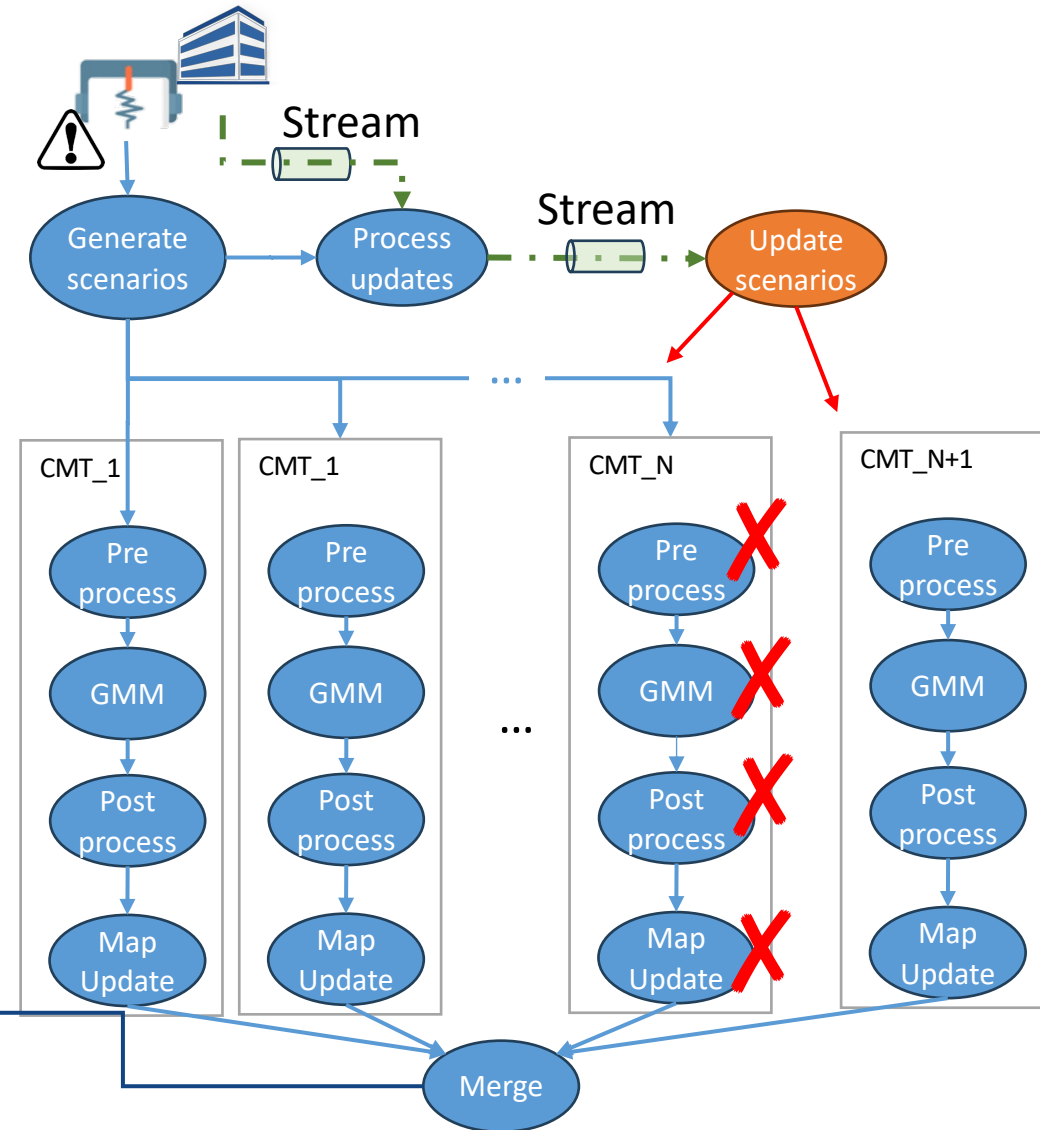 Stream
Stream
Generate
scenarios
Process
updates
Update
scenarios
...
CMT_1
Pre
process
GMM
Post
process
Map
Update
CMT_1
Pre
process
GMM
Post
process
Map
Update
...
CMT_N
Pre
process
GMM
Post
process
Map
Update
CMT_N+1
Pre
process
GMM
Post
process
Map
Update
Merge